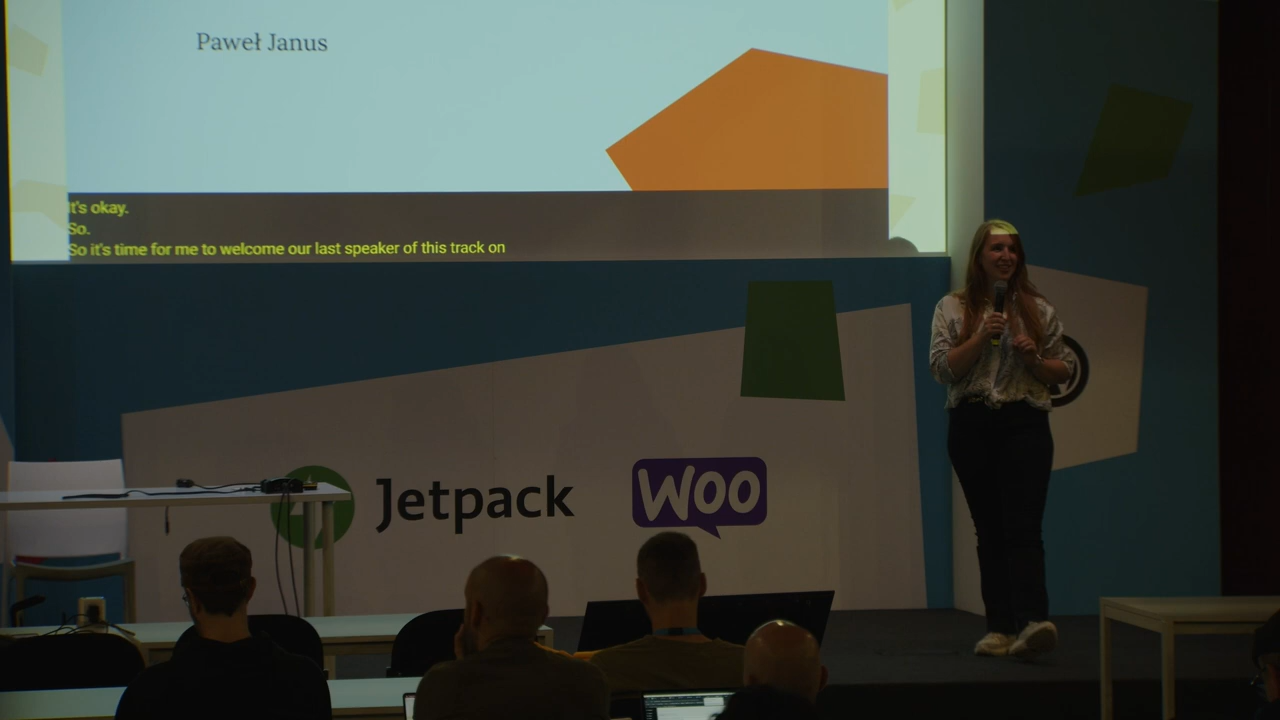 Paweł Janus
It's okay.
So.
So it's time for me to welcome our last speaker of this track on
Jetpack
Woo